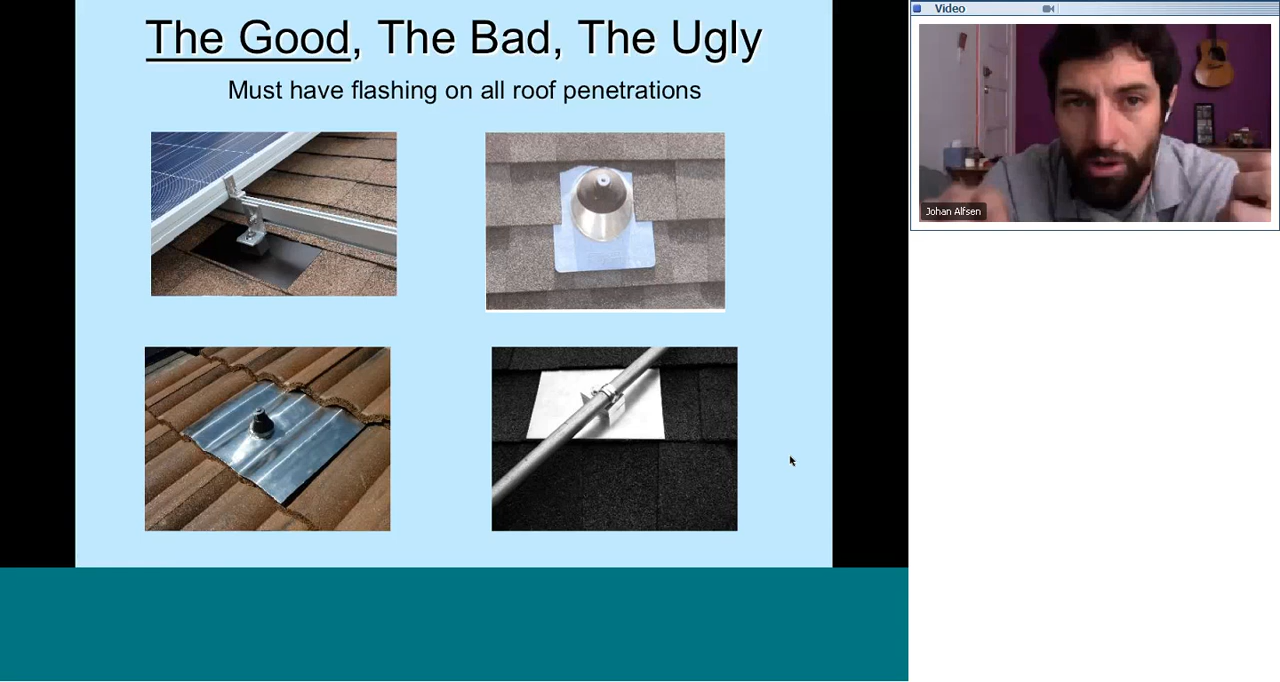 The Good, The Bad, The Ugly
Must have flashing on all roof penetrations
Video
Johan Alfsen